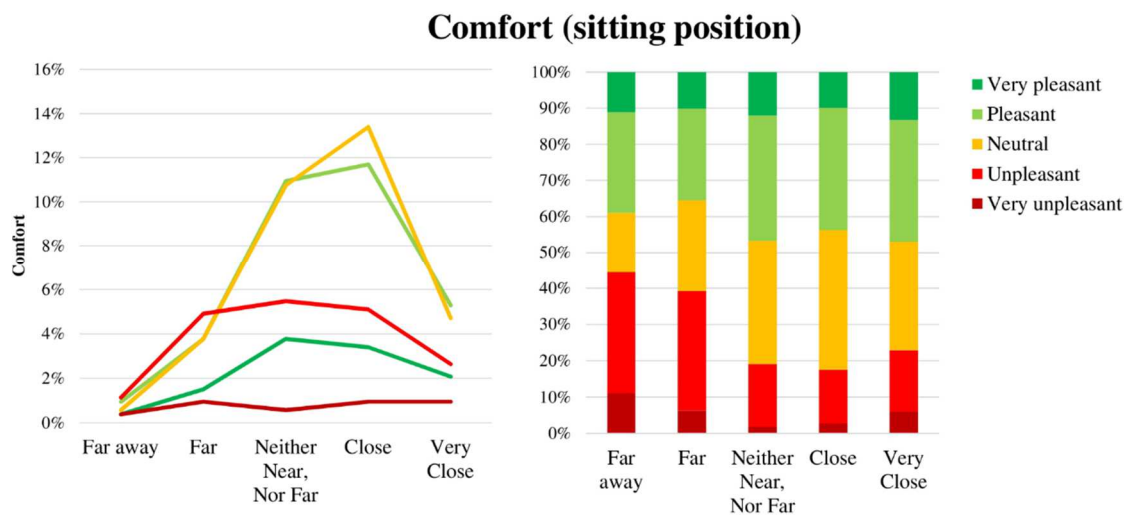 Comfort (sitting position)
16%
14%
12%
10%
8%
6%
4%
2%
0%
Comfort
Far away
Far
Neither
Near,
Nor Far
Close
Very
Close
100%
90%
80%
70%
60%
50%
40%
30%
20%
10%
0%
Far
away
Far
Neither
Near,
Nor Far
Close
Very
Close
Very pleasant
Pleasant
Neutral
Unpleasant
Very unpleasant